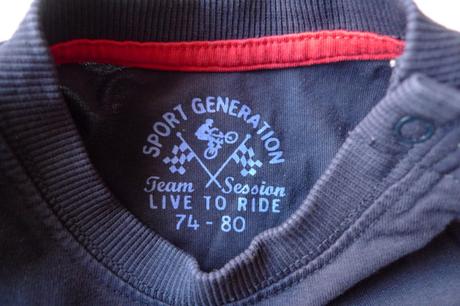 SPORT GENERATION
Team Session
LIVE TO RIDE
74 - 80